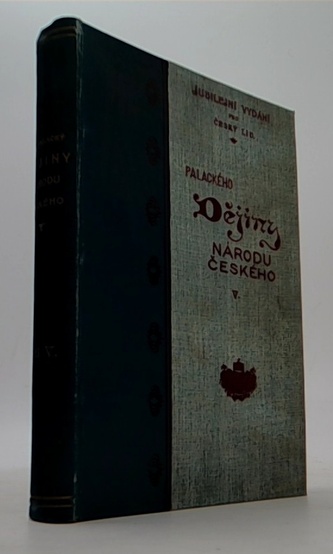 JUBILEJNÍ VYDÁNÍ
PRO
ČESKÝ LID.
PALACKÉHO
Dějiny
NÁRODU
ČESKÉHO
V.
V.